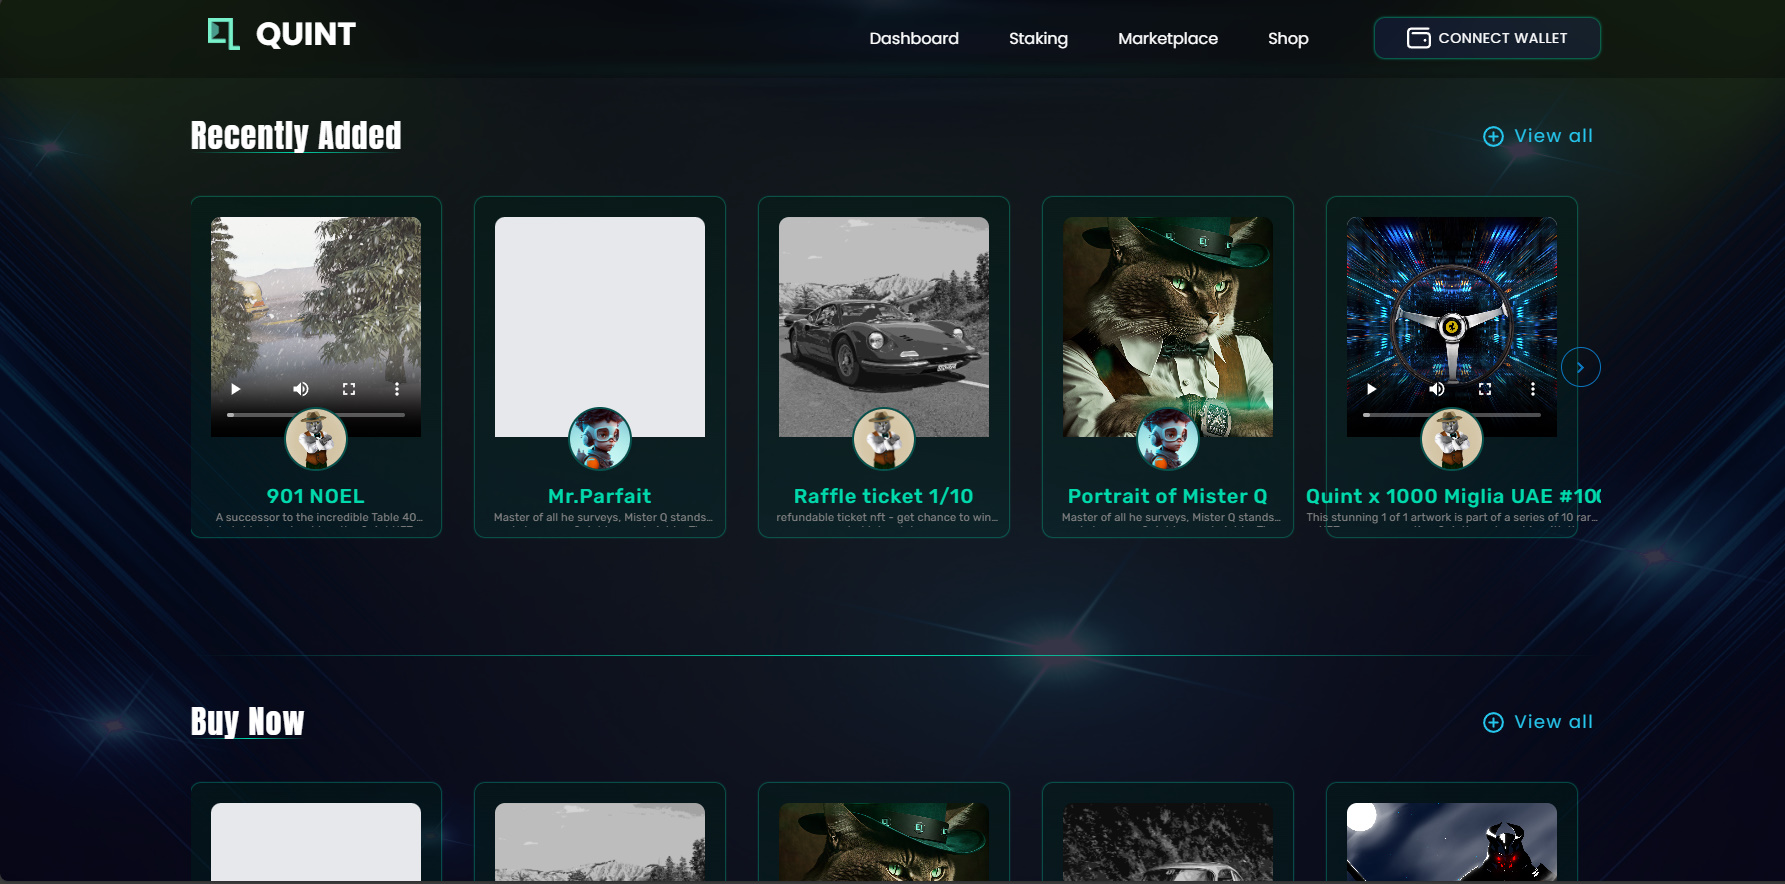 QUINT
Dashboard
Staking
Marketplace
Shop
CONNECT WALLET
Recently Added
View all
901 NOEL
A successor to the incredible Table 40...
Mr.Parfait
Master of all he surveys, Mister Q stands...
Raffle ticket 1/10
refundable ticket nft - get chance to win...
Portrait of Mister Q
Master of all he surveys, Mister Q stands...
Quint x 1000 Miglia UAE #100
This stunning 1 of 1 artwork is part of a series of 10 rar...
Buy Now
View all